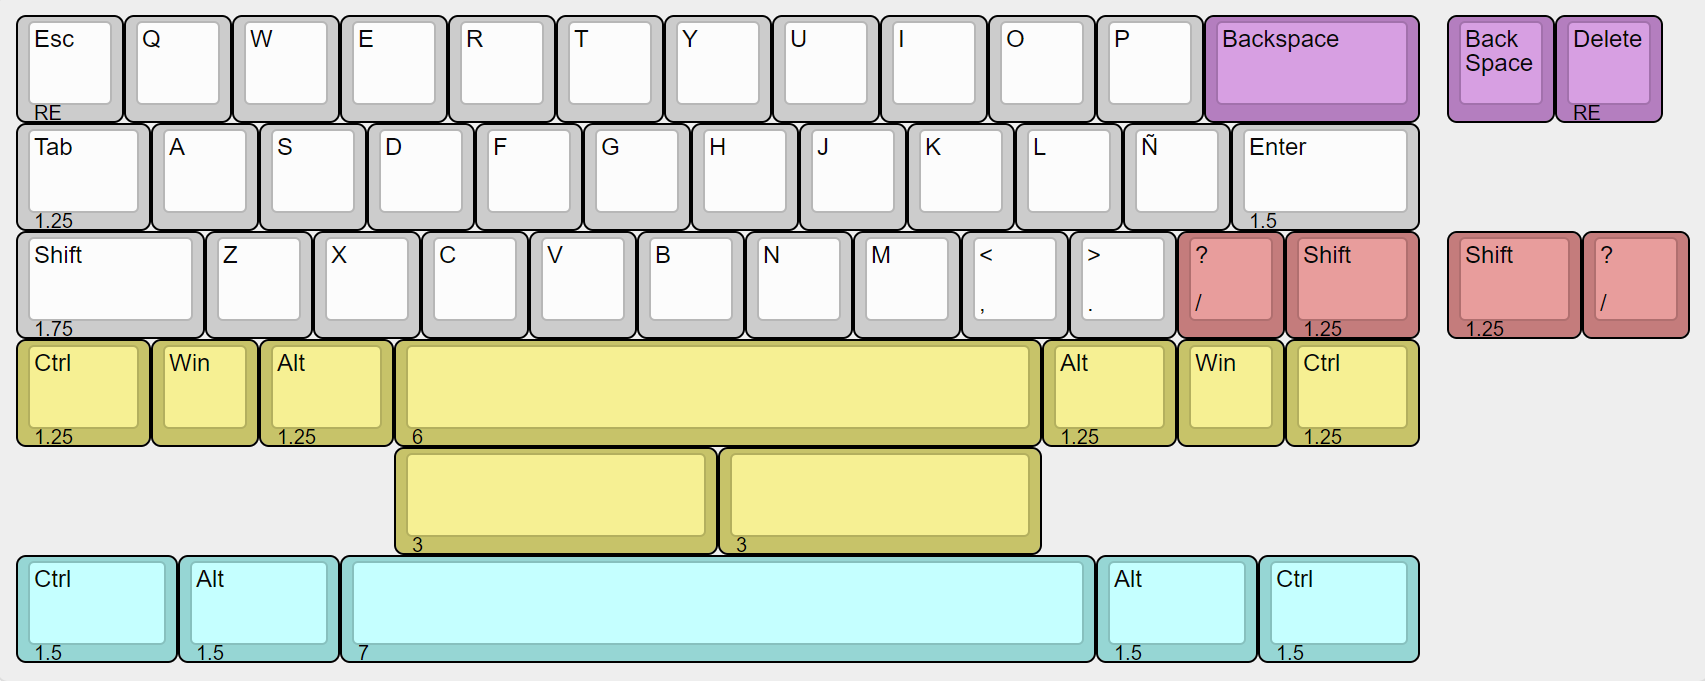 Esc Q W E R T Y U I O P Backspace Back Delete
Space
RE RE
Tab A S D F G H J K L Ñ Enter
1.25 1.5
Shift Z X C V B N M < > ? Shift Shift ?
, . / /
1.75 1.25 1.25
Ctrl Win Alt Alt Win Ctrl
1.25 1.25 6 1.25 1.25
3 3
Ctrl Alt Alt Ctrl
1.5 1.5 7 1.5 1.5